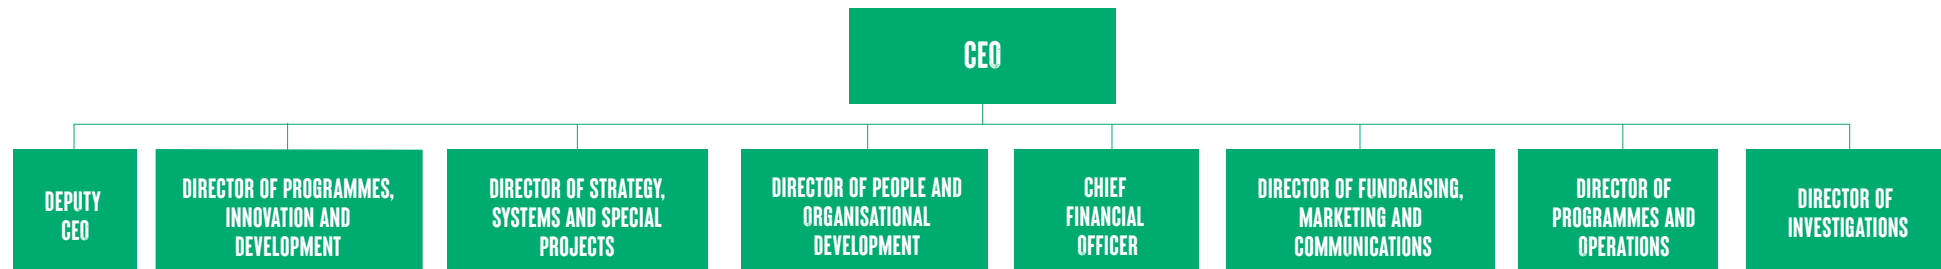 CEO
DEPUTY
CEO
DIRECTOR OF PROGRAMMES,
INNOVATION AND
DEVELOPMENT
DIRECTOR OF STRATEGY,
SYSTEMS AND SPECIAL
PROJECTS
DIRECTOR OF PEOPLE AND
ORGANISATIONAL
DEVELOPMENT
CHIEF
FINANCIAL
OFFICER
DIRECTOR OF FUNDRAISING,
MARKETING AND
COMMUNICATIONS
DIRECTOR OF
PROGRAMMES AND
OPERATIONS
DIRECTOR OF
INVESTIGATIONS